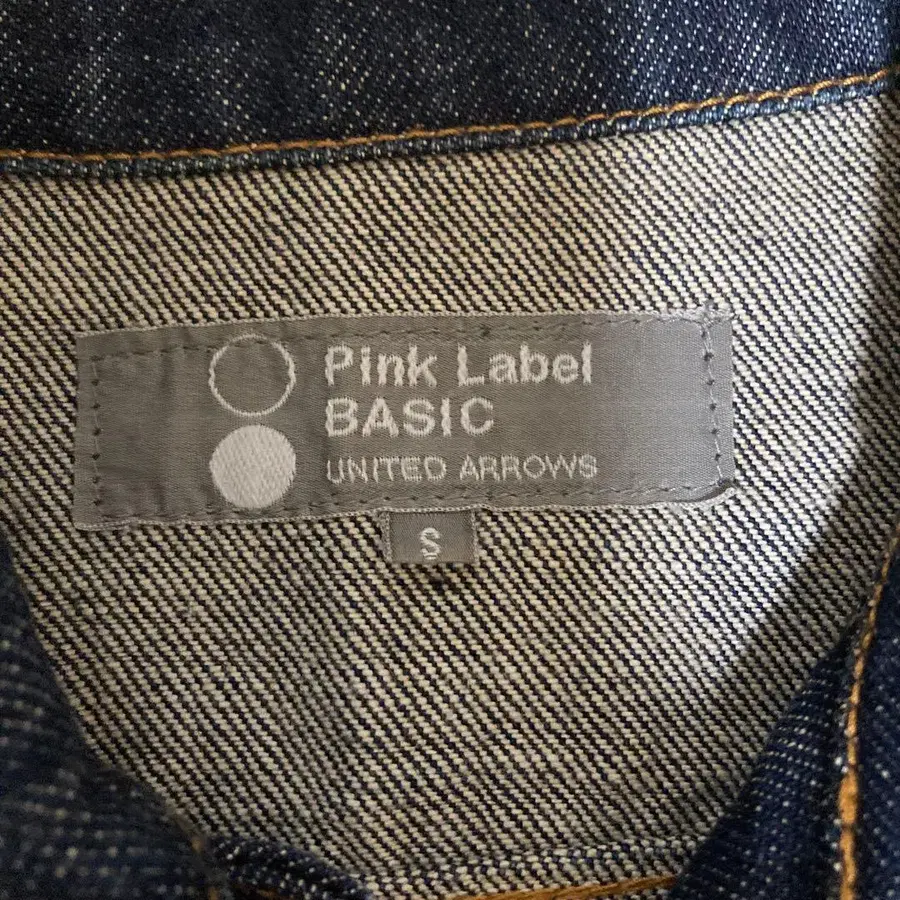 Pink Label
BASIC
UNITED ARROWS
S